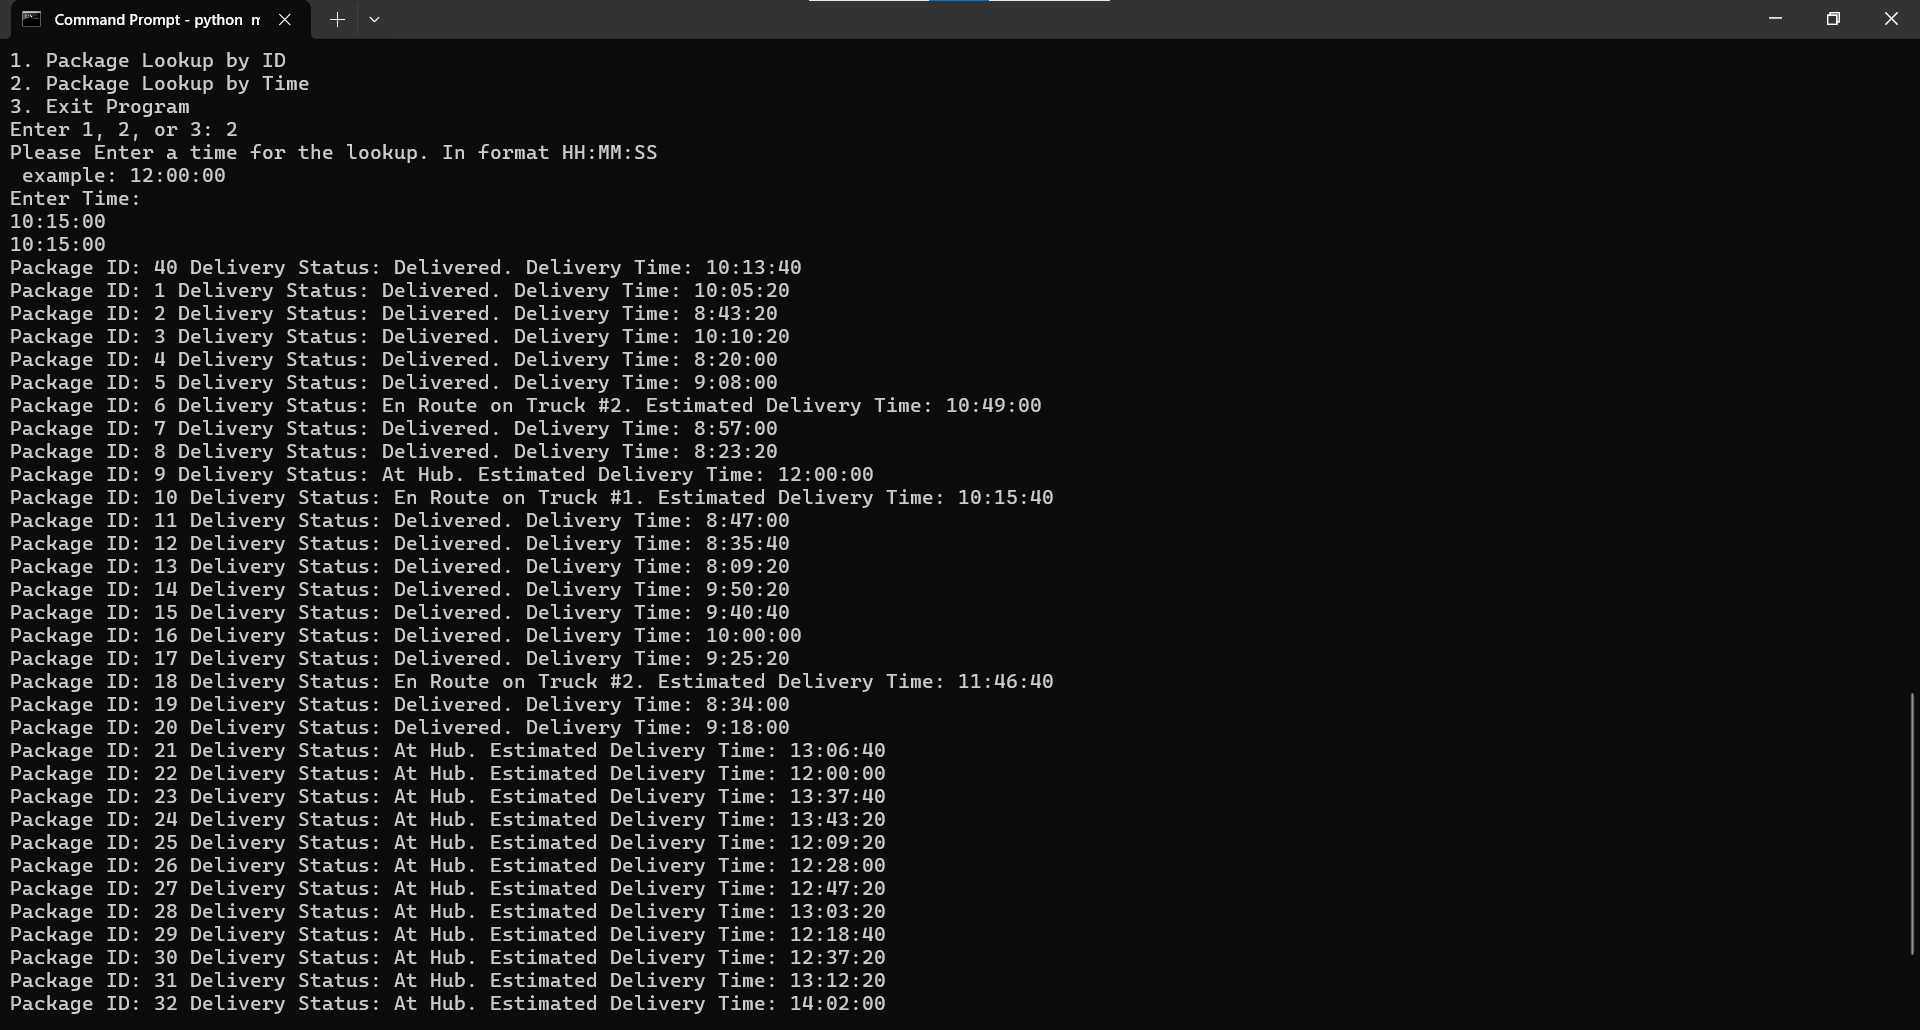 Command Prompt - python m
1. Package Lookup by ID
2. Package Lookup by Time
3. Exit Program
Enter 1, 2, or 3: 2
Please Enter a time for the lookup. In format HH:MM:SS
 example: 12:00:00
Enter Time:
10:15:00
10:15:00
Package ID: 40 Delivery Status: Delivered. Delivery Time: 10:13:40
Package ID: 1 Delivery Status: Delivered. Delivery Time: 10:05:20
Package ID: 2 Delivery Status: Delivered. Delivery Time: 8:43:20
Package ID: 3 Delivery Status: Delivered. Delivery Time: 10:10:20
Package ID: 4 Delivery Status: Delivered. Delivery Time: 8:20:00
Package ID: 5 Delivery Status: Delivered. Delivery Time: 9:08:00
Package ID: 6 Delivery Status: En Route on Truck #2. Estimated Delivery Time: 10:49:00
Package ID: 7 Delivery Status: Delivered. Delivery Time: 8:57:00
Package ID: 8 Delivery Status: Delivered. Delivery Time: 8:23:20
Package ID: 9 Delivery Status: At Hub. Estimated Delivery Time: 12:00:00
Package ID: 10 Delivery Status: En Route on Truck #1. Estimated Delivery Time: 10:15:40
Package ID: 11 Delivery Status: Delivered. Delivery Time: 8:47:00
Package ID: 12 Delivery Status: Delivered. Delivery Time: 8:35:40
Package ID: 13 Delivery Status: Delivered. Delivery Time: 8:09:20
Package ID: 14 Delivery Status: Delivered. Delivery Time: 9:50:20
Package ID: 15 Delivery Status: Delivered. Delivery Time: 9:40:40
Package ID: 16 Delivery Status: Delivered. Delivery Time: 10:00:00
Package ID: 17 Delivery Status: Delivered. Delivery Time: 9:25:20
Package ID: 18 Delivery Status: En Route on Truck #2. Estimated Delivery Time: 11:46:40
Package ID: 19 Delivery Status: Delivered. Delivery Time: 8:34:00
Package ID: 20 Delivery Status: Delivered. Delivery Time: 9:18:00
Package ID: 21 Delivery Status: At Hub. Estimated Delivery Time: 13:06:40
Package ID: 22 Delivery Status: At Hub. Estimated Delivery Time: 12:00:00
Package ID: 23 Delivery Status: At Hub. Estimated Delivery Time: 13:37:40
Package ID: 24 Delivery Status: At Hub. Estimated Delivery Time: 13:43:20
Package ID: 25 Delivery Status: At Hub. Estimated Delivery Time: 12:09:20
Package ID: 26 Delivery Status: At Hub. Estimated Delivery Time: 12:28:00
Package ID: 27 Delivery Status: At Hub. Estimated Delivery Time: 12:47:20
Package ID: 28 Delivery Status: At Hub. Estimated Delivery Time: 13:03:20
Package ID: 29 Delivery Status: At Hub. Estimated Delivery Time: 12:18:40
Package ID: 30 Delivery Status: At Hub. Estimated Delivery Time: 12:37:20
Package ID: 31 Delivery Status: At Hub. Estimated Delivery Time: 13:12:20
Package ID: 32 Delivery Status: At Hub. Estimated Delivery Time: 14:02:00